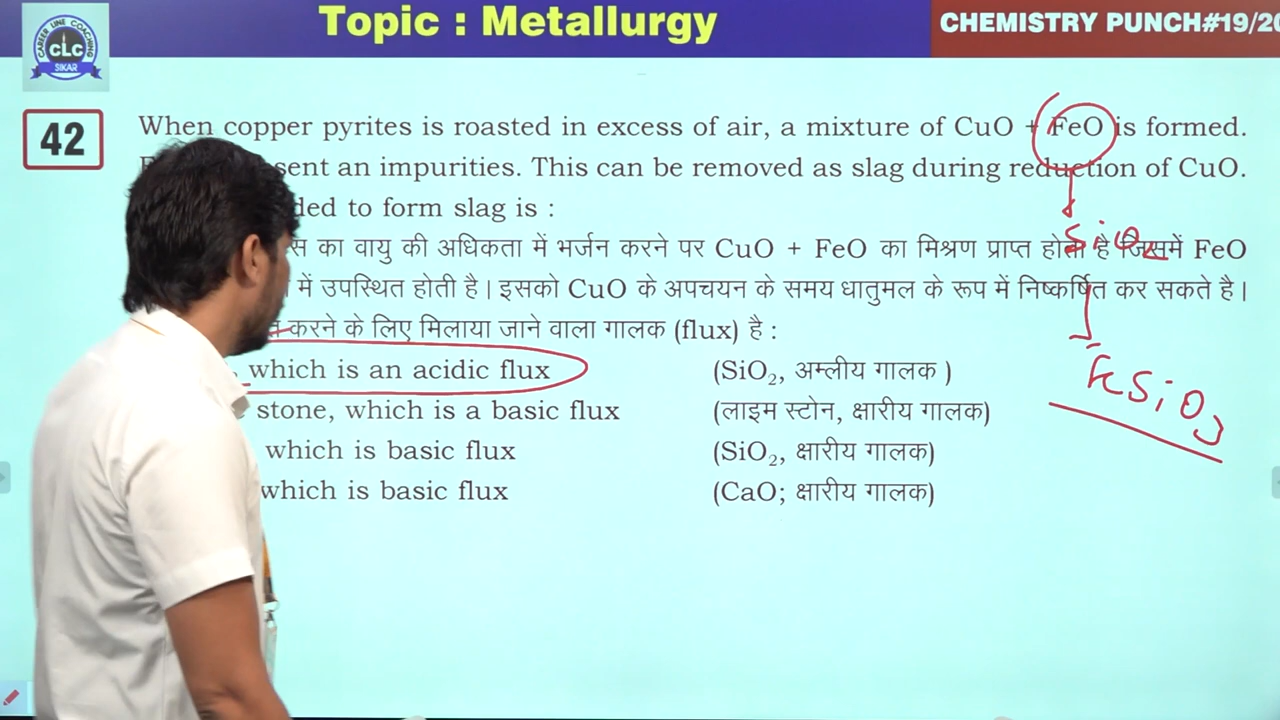 Topic : Metallurgy
CHEMISTRY PUNCH#19/20
CAREER LINE COACHING
CLC
SIKAR
42
When copper pyrites is roasted in excess of air, a mixture of CuO + FeO is formed.
an impurities. This can be removed as slag during reduction of CuO.
to form slag is :
का वायु की अधिकता में भर्जन करने पर CuO + FeO का मिश्रण प्राप्त होता है जिसमें FeO
में उपस्थित होती है। इसको CuO के अपचयन के समय धातुमल के रूप में निष्कर्षित कर सकते है।
करने के लिए मिलाया जाने वाला गालक (flux) है :
which is an acidic flux (SiO₂, अम्लीय गालक )
stone, which is a basic flux (लाइम स्टोन, क्षारीय गालक)
which is basic flux (SiO₂, क्षारीय गालक)
which is basic flux (CaO; क्षारीय गालक)
SiO₂
FeSiO₃